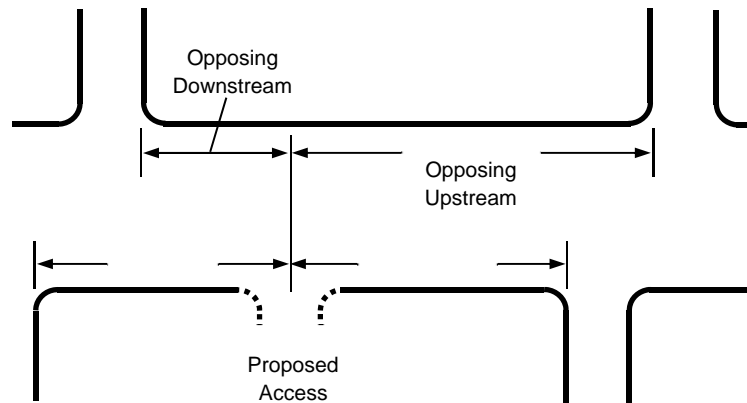 Opposing
Downstream
Opposing
Upstream
Proposed
Access